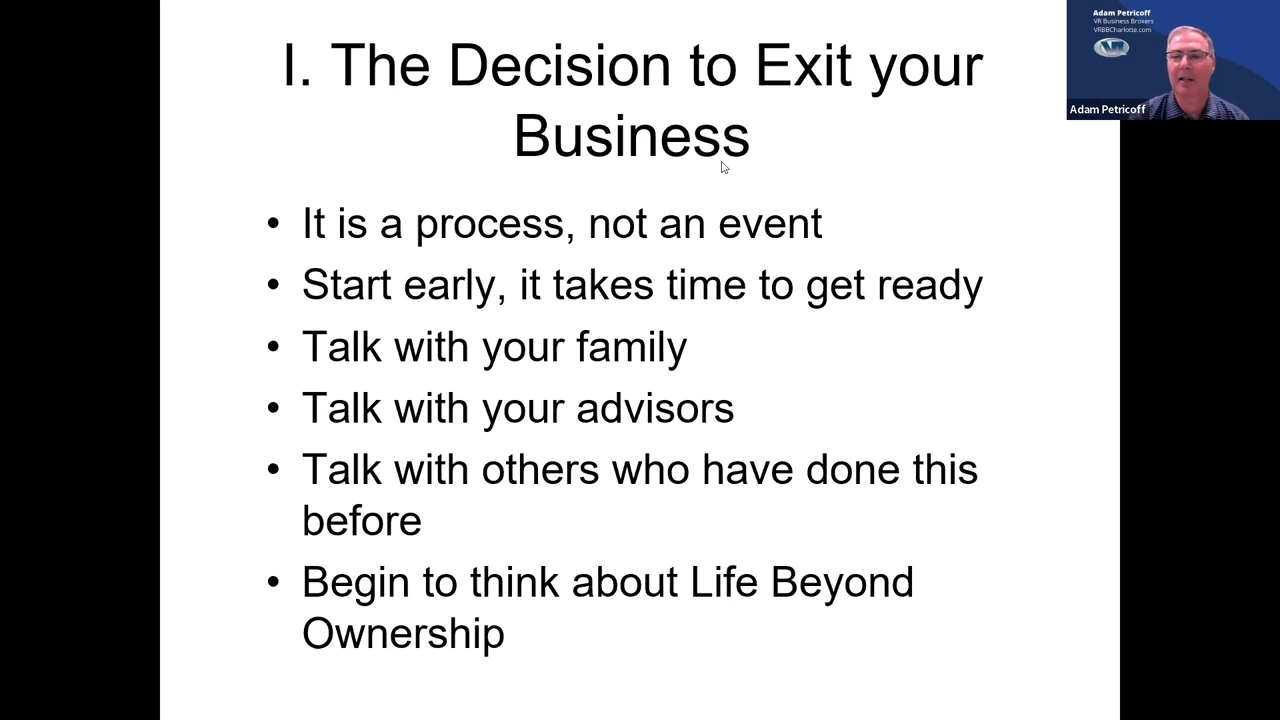 I. The Decision to Exit your
Business
• It is a process, not an event
• Start early, it takes time to get ready
• Talk with your family
• Talk with your advisors
• Talk with others who have done this
before
• Begin to think about Life Beyond
Ownership
Adam Petricoff
VR Business Brokers
VRBBCharlotte.com
VR
Adam Petricoff